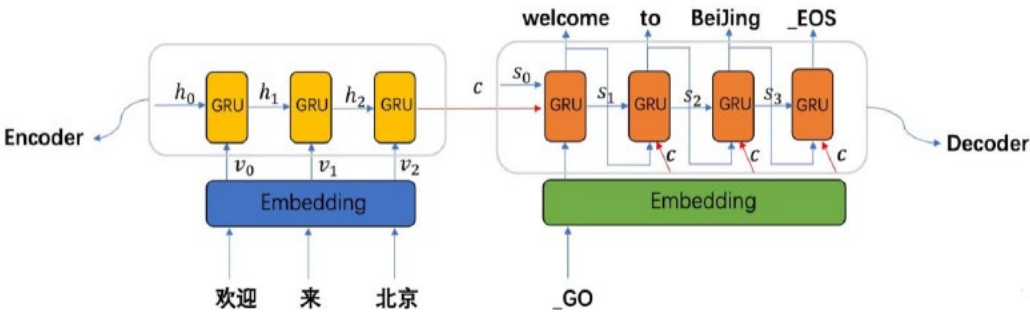 welcome to BeiJing _EOS
h₀ GRU h₁ GRU h₂ GRU c s₀ GRU s₁ GRU s₂ GRU s₃ GRU
c c c
Encoder
Decoder
v₀ v₁ v₂
Embedding
Embedding
欢迎 来 北京
_GO